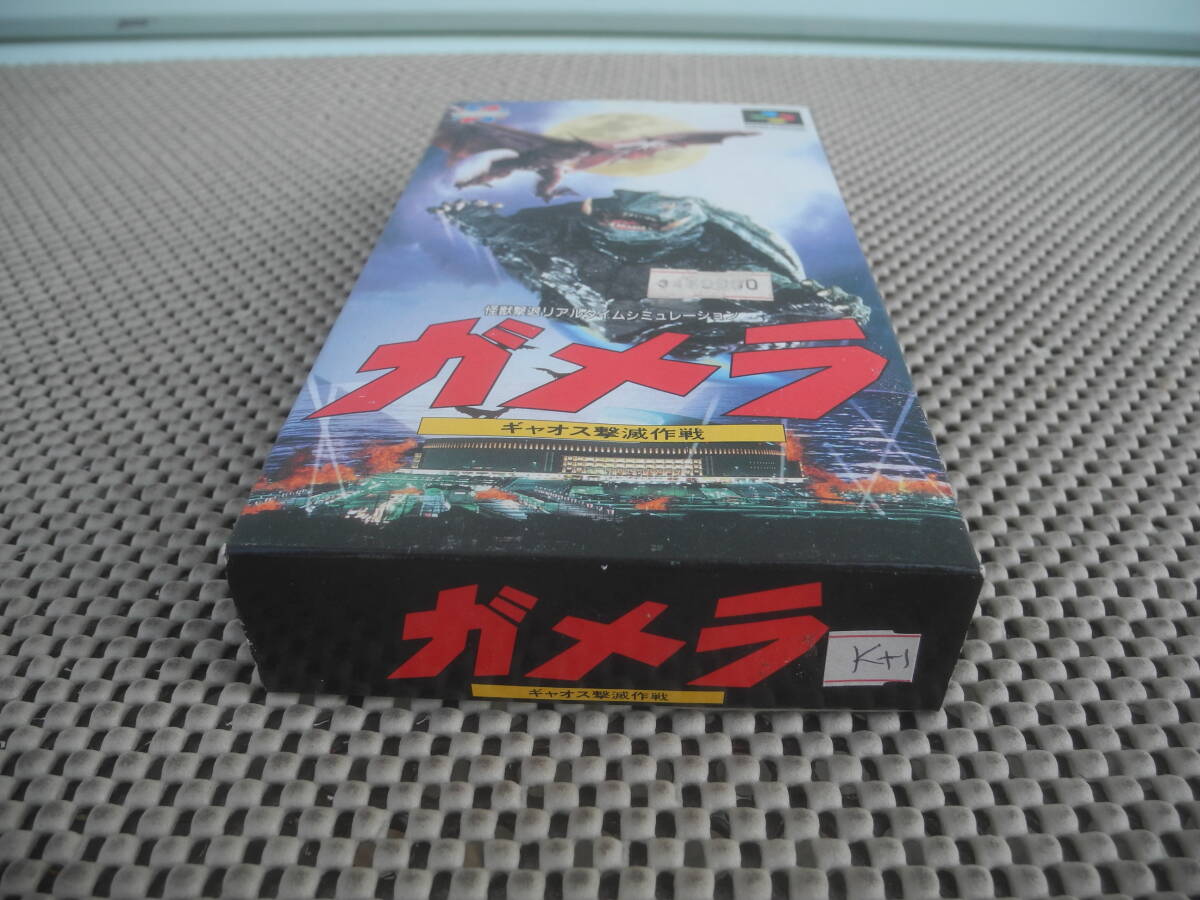 怪獣撃退リアルタイムシミュレーション
ガメラ
ギャオス撃滅作戦
ガメラ
K+1
ギャオス撃滅作戦